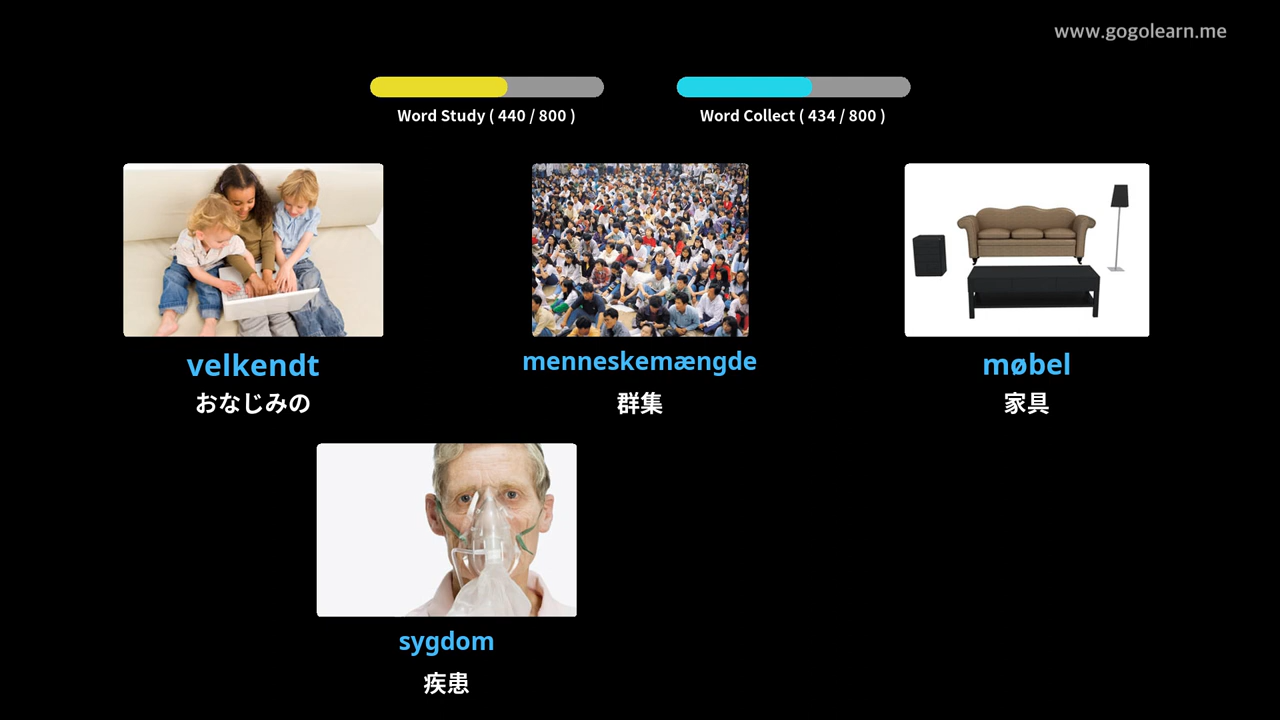 www.gogolearn.me
Word Study ( 440 / 800 )
Word Collect ( 434 / 800 )
velkendt
おなじみの
menneskemængde
群集
møbel
家具
sygdom
疾患